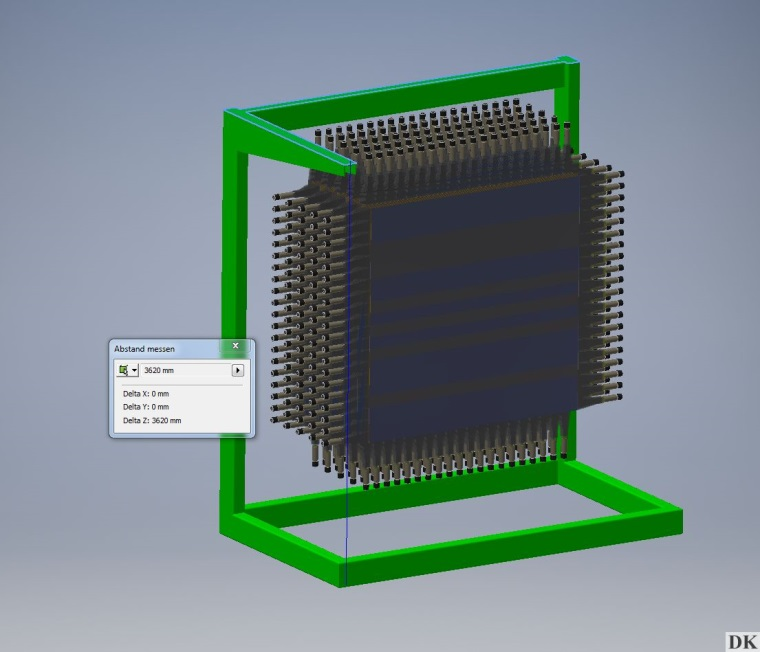 Abstand messen
3620 mm
Delta X: 0 mm
Delta Y: 0 mm
Delta Z: 3620 mm
DK